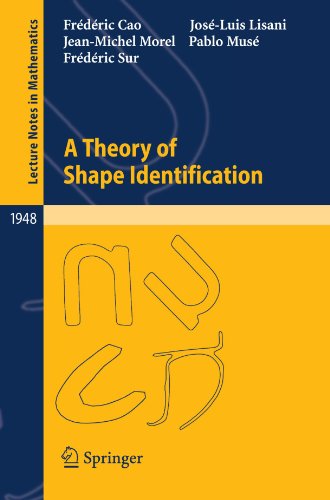 Frédéric Cao José-Luis Lisani
Jean-Michel Morel Pablo Musé
Frédéric Sur
Lecture Notes in Mathematics
A Theory of
Shape Identification
1948
Springer